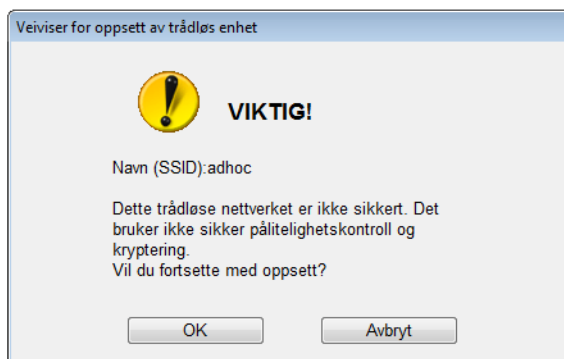 Veiviser for oppsett av trådløs enhet
VIKTIG!
Navn (SSID):adhoc
Dette trådløse nettverket er ikke sikkert. Det
bruker ikke sikker pålitelighetskontroll og
kryptering.
Vil du fortsette med oppsett?
OK
Avbryt